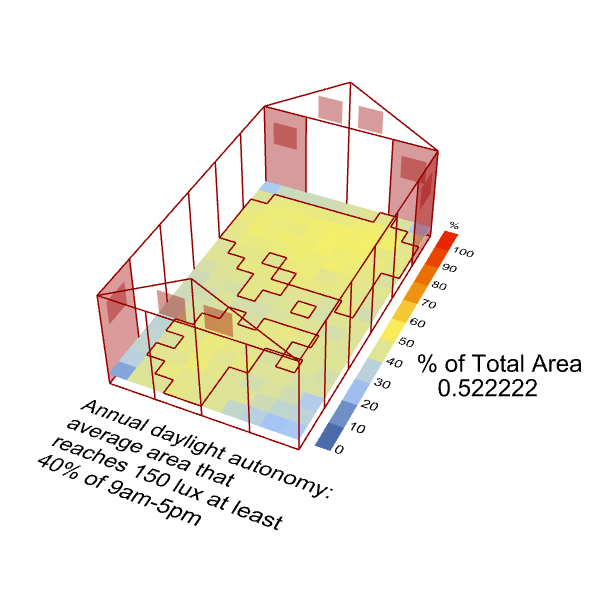 %
100
90
80
70
60
50
40
30
20
10
0
% of Total Area
0.522222
Annual daylight autonomy:
average area that
reaches 150 lux at least
40% of 9am-5pm